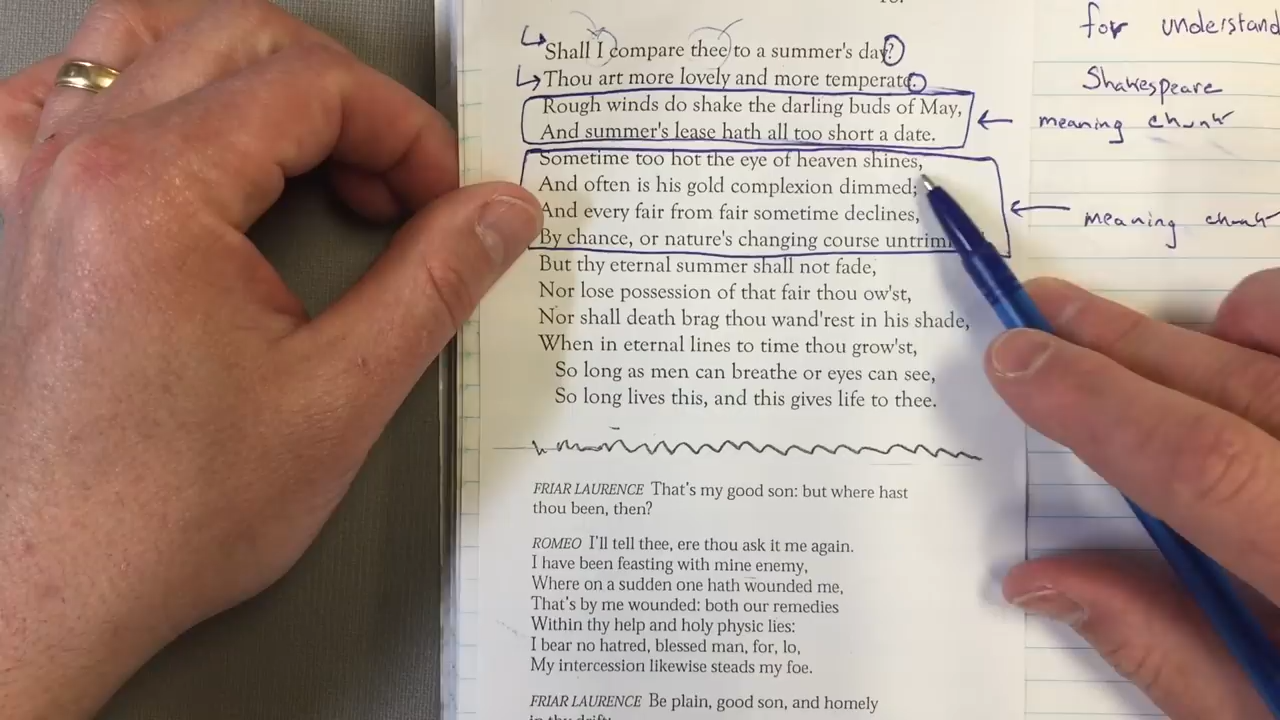 for understand
Shakespeare
Shall I compare thee to a summer's day?
Thou art more lovely and more temperate.
Rough winds do shake the darling buds of May,
And summer's lease hath all too short a date.
meaning chunk
Sometime too hot the eye of heaven shines,
And often is his gold complexion dimmed;
And every fair from fair sometime declines,
By chance, or nature's changing course untrim
meaning chunk
But thy eternal summer shall not fade,
Nor lose possession of that fair thou ow'st,
Nor shall death brag thou wand'rest in his shade,
When in eternal lines to time thou grow'st,
So long as men can breathe or eyes can see,
So long lives this, and this gives life to thee.
FRIAR LAURENCE That's my good son: but where hast
thou been, then?
ROMEO I'll tell thee, ere thou ask it me again.
I have been feasting with mine enemy,
Where on a sudden one hath wounded me,
That's by me wounded: both our remedies
Within thy help and holy physic lies:
I bear no hatred, blessed man, for, lo,
My intercession likewise steads my foe.
FRIAR LAURENCE Be plain, good son, and homely